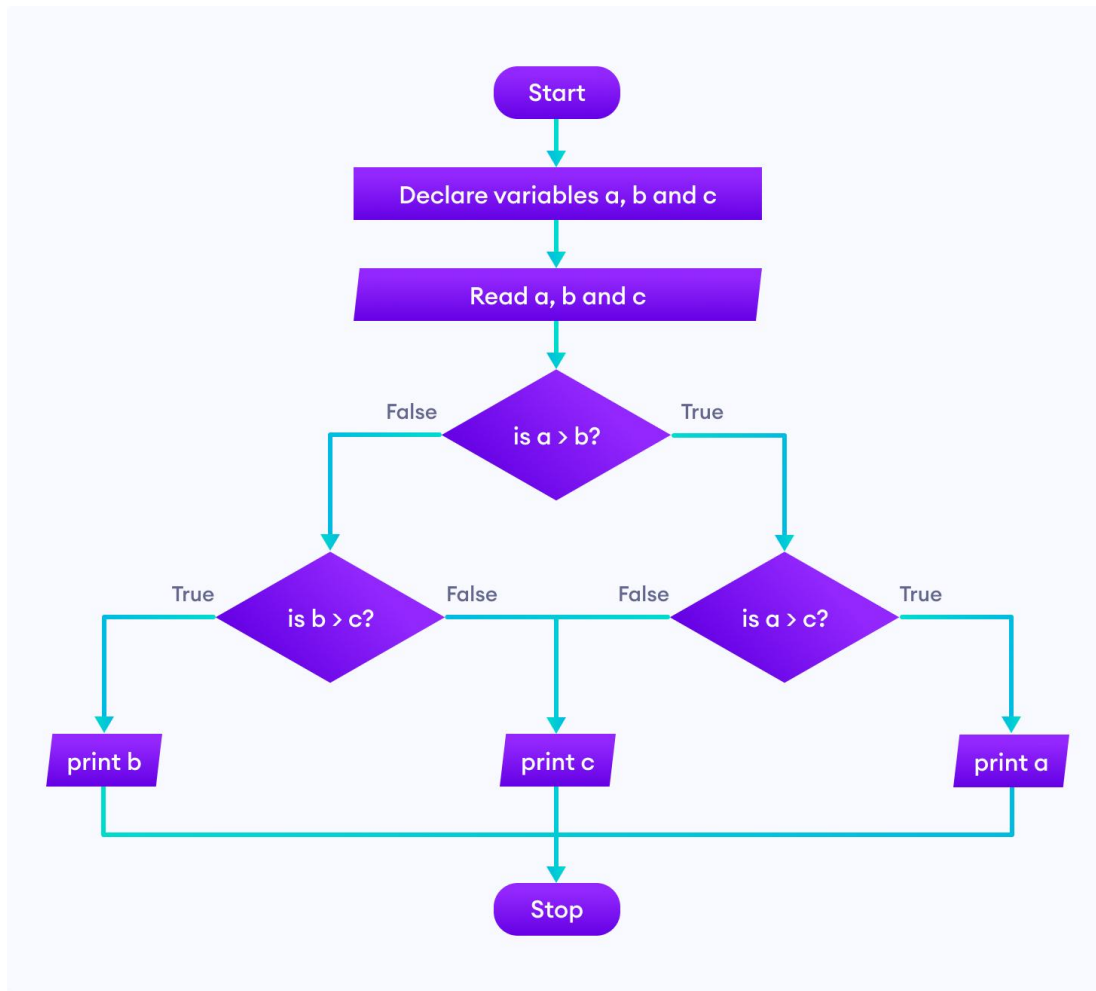 Start
Declare variables a, b and c
Read a, b and c
False
True
is a > b?
True
False
False
True
is b > c?
is a > c?
print b
print c
print a
Stop